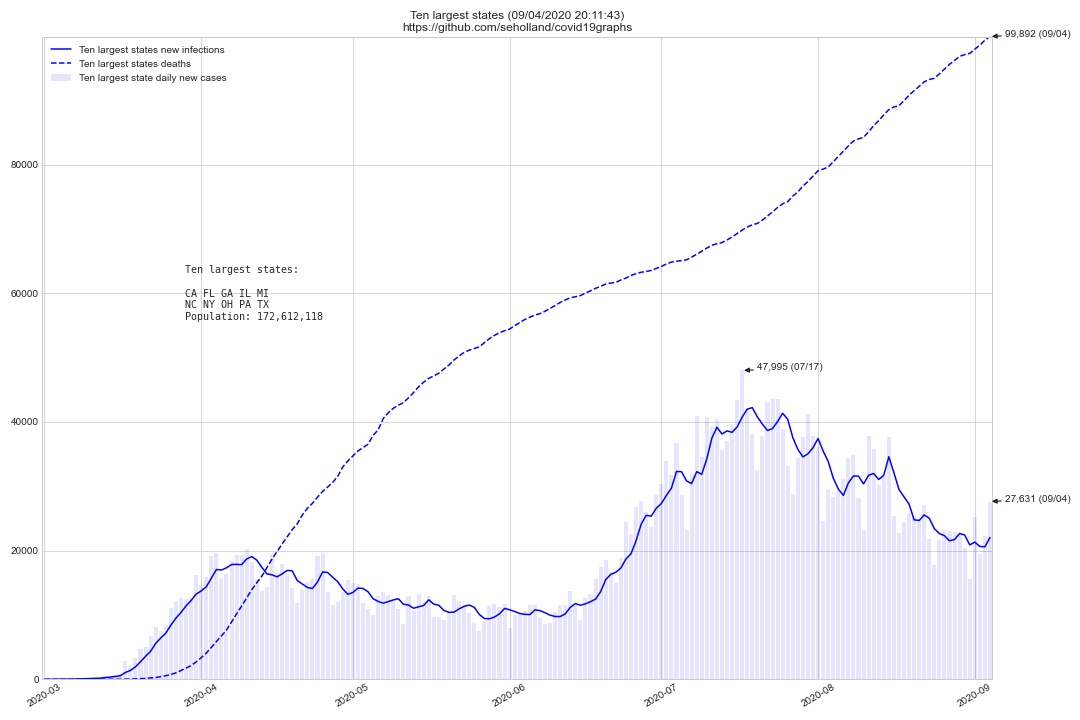 Ten largest states (09/04/2020 20:11:43)
https://github.com/seholland/covid19graphs
99,892 (09/04)
Ten largest states new infections
Ten largest states deaths
Ten largest state daily new cases
80000
Ten largest states:
60000
CA FL GA IL MI
NC NY OH PA TX
Population: 172,612,118
47,995 (07/17)
40000
27,631 (09/04)
20000
0
2020-03
2020-04
2020-05
2020-06
2020-07
2020-08
2020-09